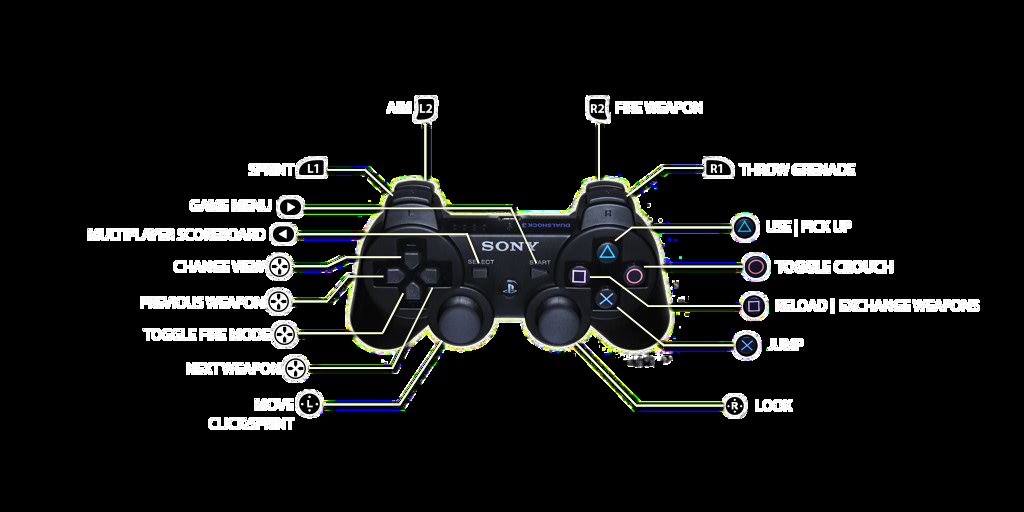 AIM L2
R2 FIRE WEAPON
SPRINT L1
R1 THROW GRENADE
GAME MENU
MULTIPLAYER SCOREBOARD
USE | PICK UP
CHANGE VIEW
TOGGLE CROUCH
PREVIOUS WEAPON
RELOAD | EXCHANGE WEAPONS
TOGGLE FIRE MODE
JUMP
NEXT WEAPON
MOVE L
CLICK&SPRINT
R LOOK
SONY
SELECT
START
DUALSHOCK 3